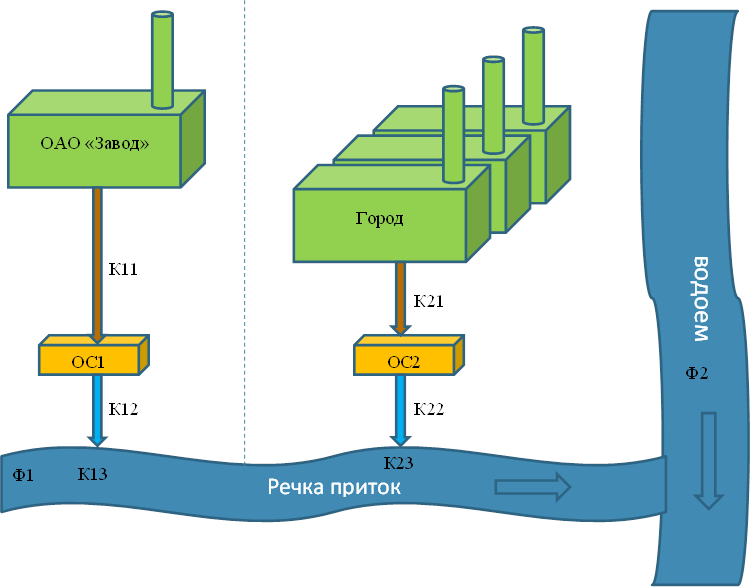 ОАО «Завод»
Город
К11
К21
ОС1
ОС2
К12
К22
Ф1
К13
К23
Речка приток
водоем
Ф2